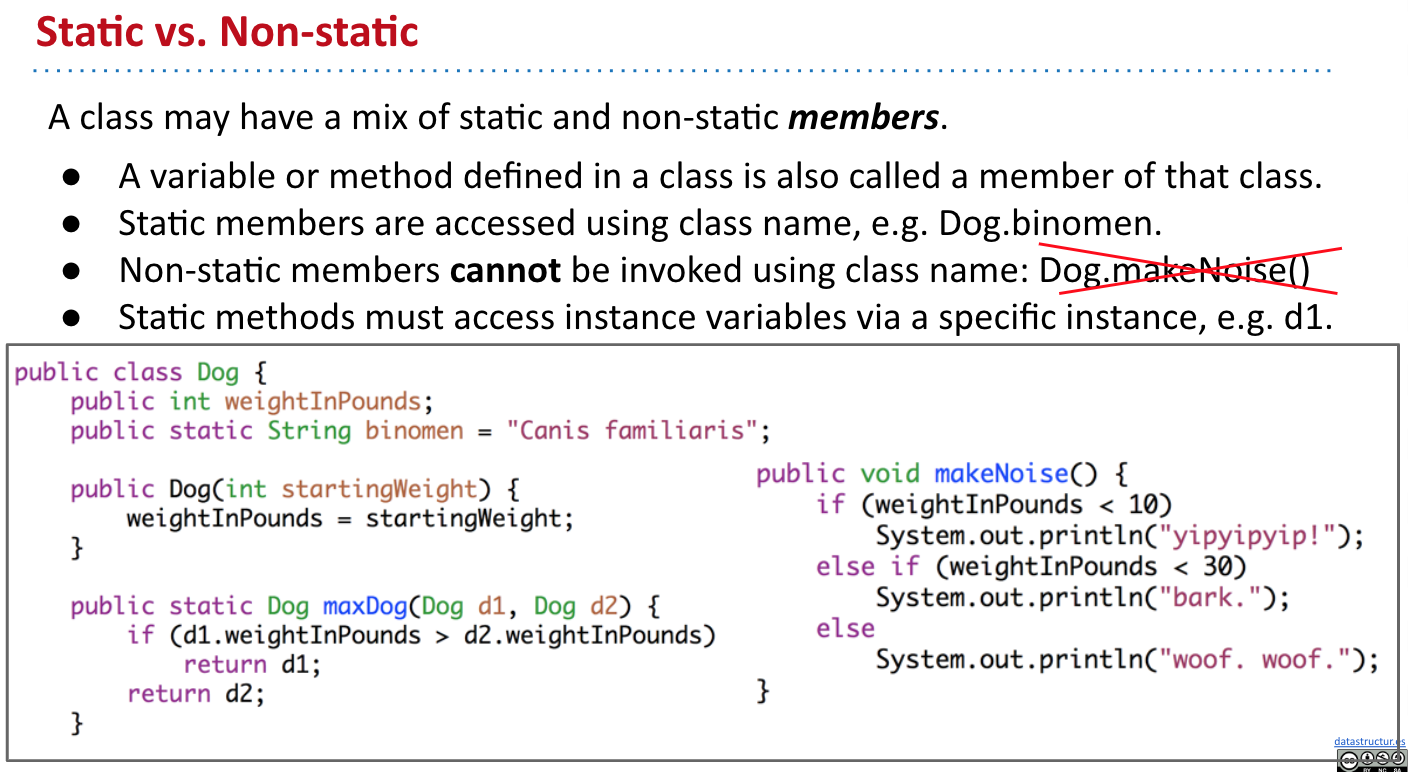 Static vs. Non-static
A class may have a mix of static and non-static members.
● A variable or method defined in a class is also called a member of that class.
● Static members are accessed using class name, e.g. Dog.binomen.
● Non-static members cannot be invoked using class name: Dog.makeNoise()
● Static methods must access instance variables via a specific instance, e.g. d1.
public class Dog {
    public int weightInPounds;
    public static String binomen = "Canis familiaris";

    public Dog(int startingWeight) {
        weightInPounds = startingWeight;
    }

    public static Dog maxDog(Dog d1, Dog d2) {
        if (d1.weightInPounds > d2.weightInPounds)
            return d1;
        return d2;
    }

public void makeNoise() {
    if (weightInPounds < 10)
        System.out.println("yipyipyip!");
    else if (weightInPounds < 30)
        System.out.println("bark.");
    else
        System.out.println("woof. woof.");
}
datastructur.es
cc
BY NC SA